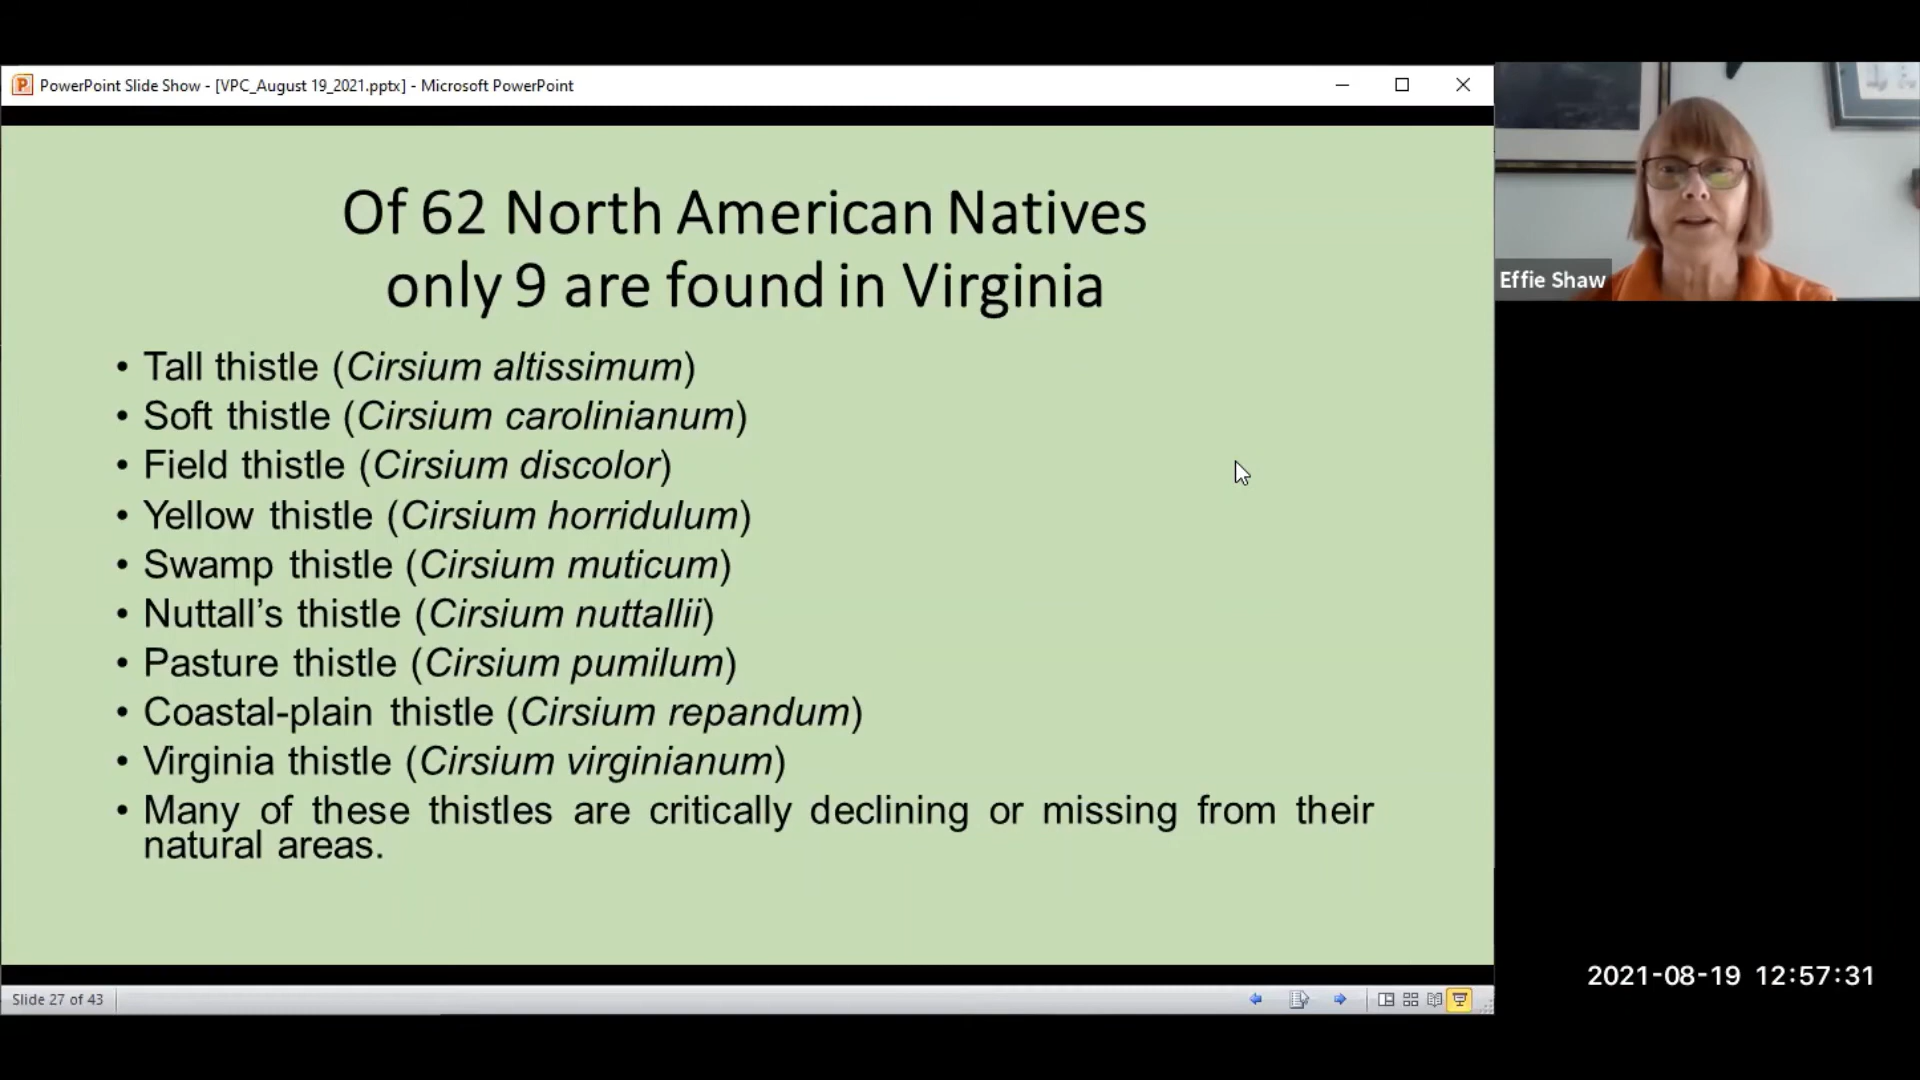 PowerPoint Slide Show - [VPC_August 19_2021.pptx] - Microsoft PowerPoint
Of 62 North American Natives
only 9 are found in Virginia
• Tall thistle (Cirsium altissimum)
• Soft thistle (Cirsium carolinianum)
• Field thistle (Cirsium discolor)
• Yellow thistle (Cirsium horridulum)
• Swamp thistle (Cirsium muticum)
• Nuttall’s thistle (Cirsium nuttallii)
• Pasture thistle (Cirsium pumilum)
• Coastal-plain thistle (Cirsium repandum)
• Virginia thistle (Cirsium virginianum)
• Many of these thistles are critically declining or missing from their
natural areas.
Effie Shaw
2021-08-19 12:57:31
Slide 27 of 43